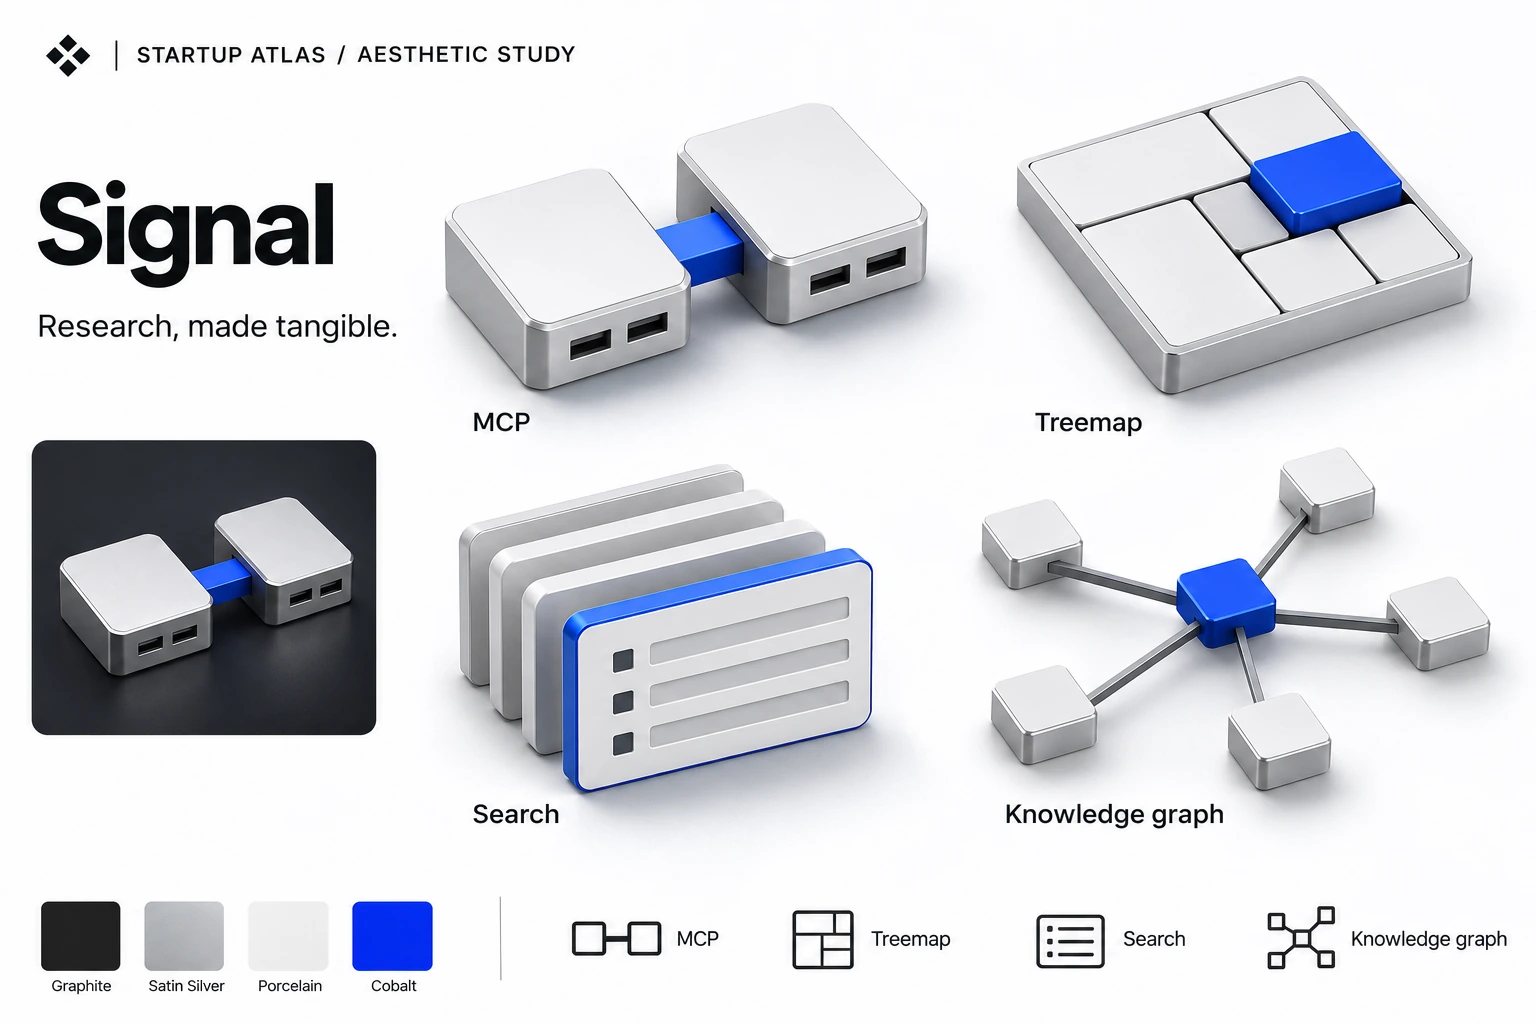 STARTUP ATLAS / AESTHETIC STUDY
Signal
Research, made tangible.
MCP
Treemap
Search
Knowledge graph
Graphite
Satin Silver
Porcelain
Cobalt
MCP
Treemap
Search
Knowledge graph